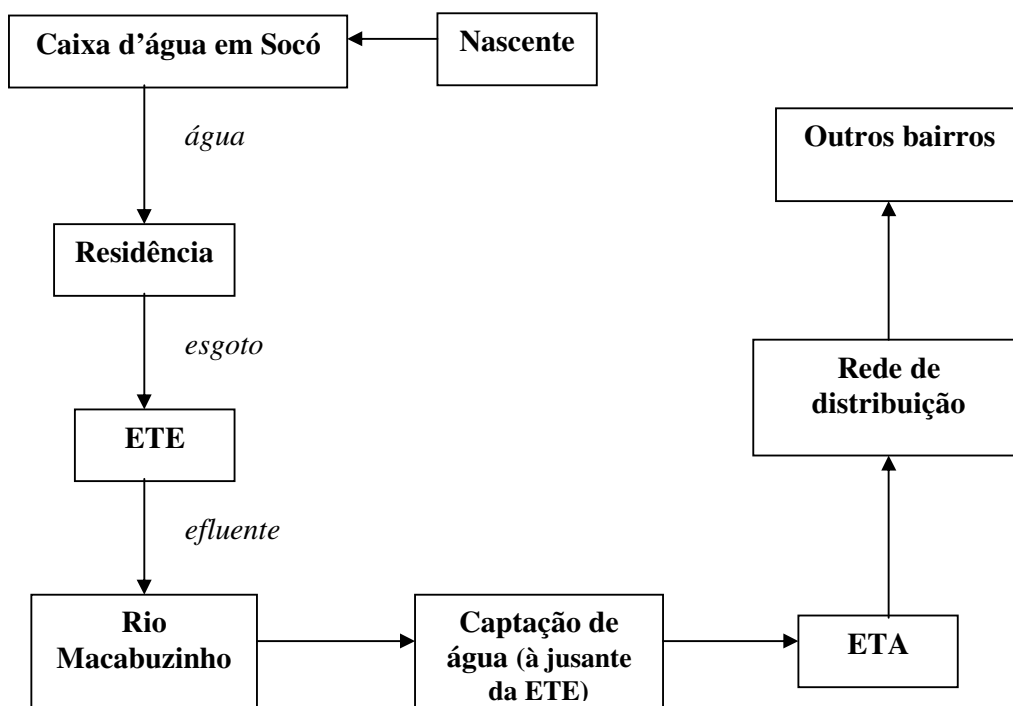 Caixa d'água em Socó
Nascente
água
Outros bairros
Residência
esgoto
Rede de
distribuição
ETE
efluente
Rio
Macabuzinho
Captação de
água (à jusante
da ETE)
ETA